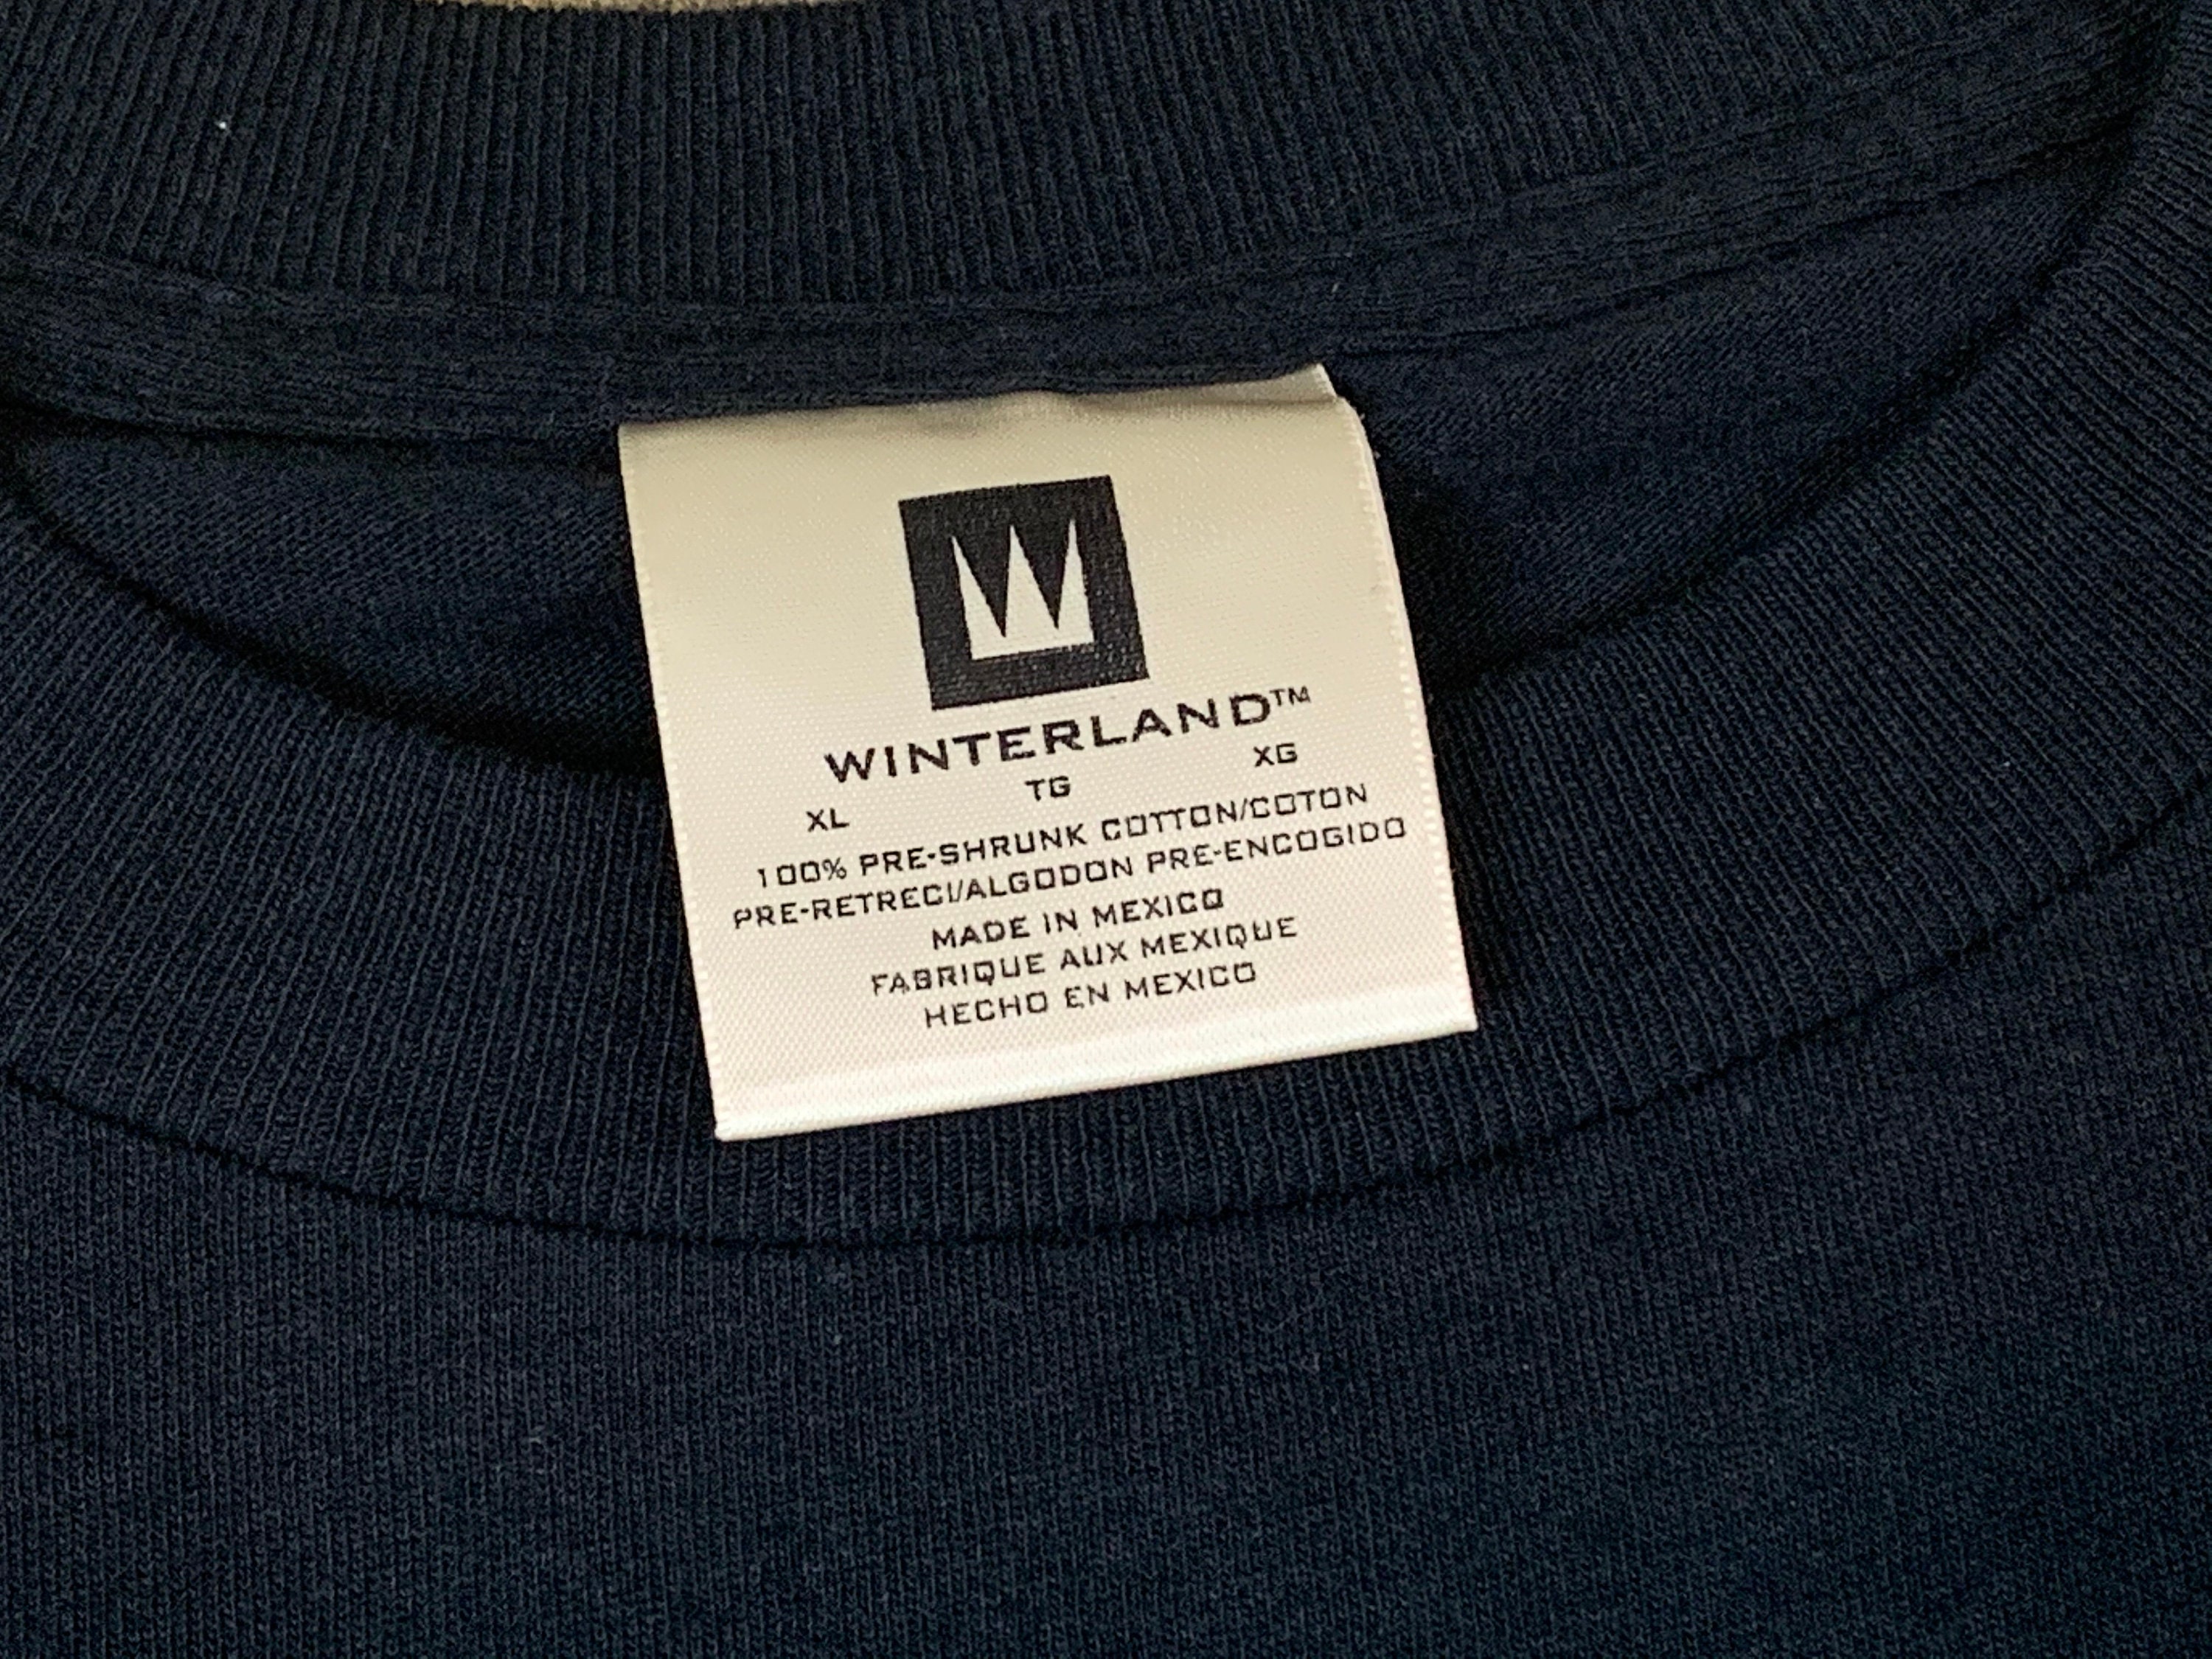 W
WINTERLAND™
XL TG XG
100% PRE-SHRUNK COTTON/COTON
PRE-RETRECI/ALGODON PRE-ENCOGIDO
MADE IN MEXICO
FABRIQUE AUX MEXIQUE
HECHO EN MEXICO